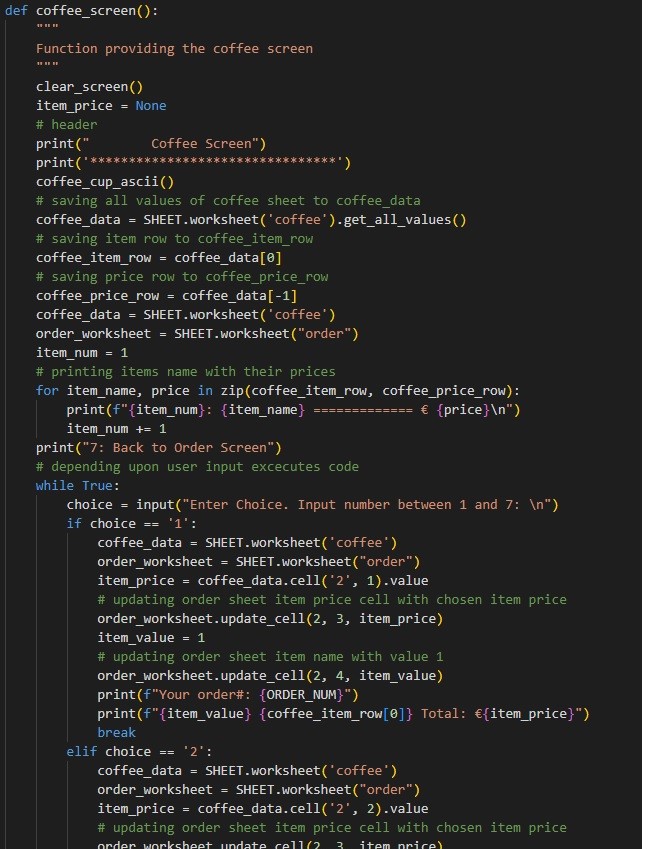 def coffee_screen():
    """
    Function providing the coffee screen
    """
    clear_screen()
    item_price = None
    # header
    print("        Coffee Screen")
    print('********************************')
    coffee_cup_ascii()
    # saving all values of coffee sheet to coffee_data
    coffee_data = SHEET.worksheet('coffee').get_all_values()
    # saving item row to coffee_item_row
    coffee_item_row = coffee_data[0]
    # saving price row to coffee_price_row
    coffee_price_row = coffee_data[-1]
    coffee_data = SHEET.worksheet('coffee')
    order_worksheet = SHEET.worksheet("order")
    item_num = 1
    # printing items name with their prices
    for item_name, price in zip(coffee_item_row, coffee_price_row):
        print(f"{item_num}: {item_name} ============= € {price}\n")
        item_num += 1
    print("7: Back to Order Screen")
    # depending upon user input excecutes code
    while True:
        choice = input("Enter Choice. Input number between 1 and 7: \n")
        if choice == '1':
            coffee_data = SHEET.worksheet('coffee')
            order_worksheet = SHEET.worksheet("order")
            item_price = coffee_data.cell('2', 1).value
            # updating order sheet item price cell with chosen item price
            order_worksheet.update_cell(2, 3, item_price)
            item_value = 1
            # updating order sheet item name with value 1
            order_worksheet.update_cell(2, 4, item_value)
            print(f"Your order#: {ORDER_NUM}")
            print(f"{item_value} {coffee_item_row[0]} Total: €{item_price}")
            break
        elif choice == '2':
            coffee_data = SHEET.worksheet('coffee')
            order_worksheet = SHEET.worksheet("order")
            item_price = coffee_data.cell('2', 2).value
            # updating order sheet item price cell with chosen item price
            order_worksheet.update_cell(2, 3, item_price)